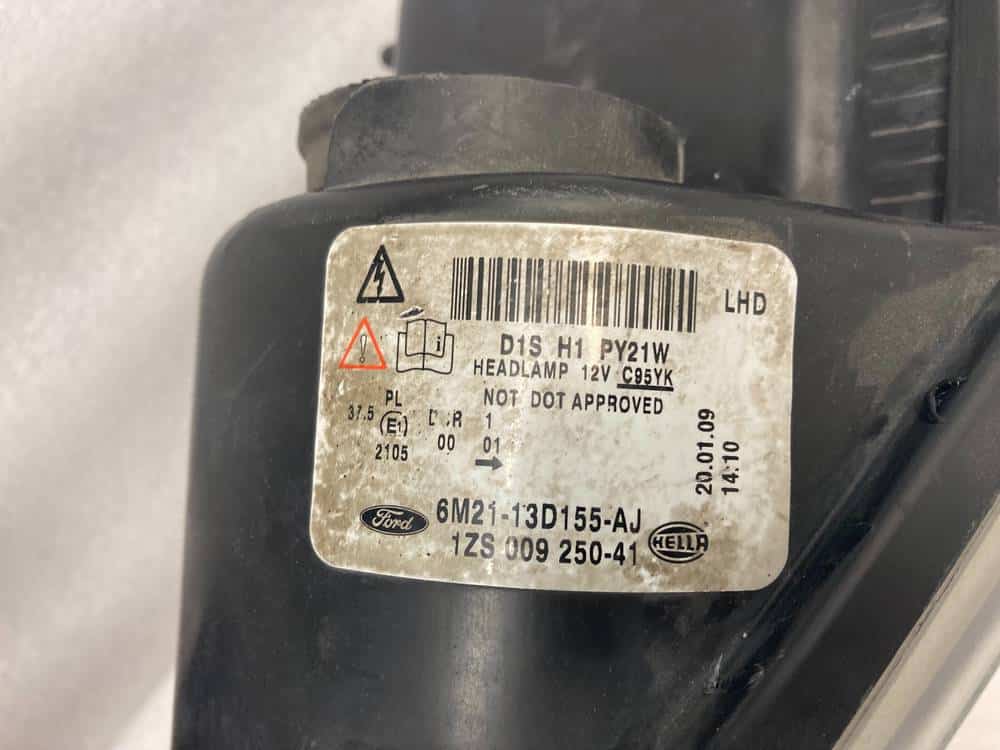 LHD
D1S H1 PY21W
HEADLAMP 12V C95YK
NOT DOT APPROVED
PL
37.5 E1 1
2105 00 01
20.01.09
14:10
Ford 6M21-13D155-AJ
1ZS 009 250-41 HELLA